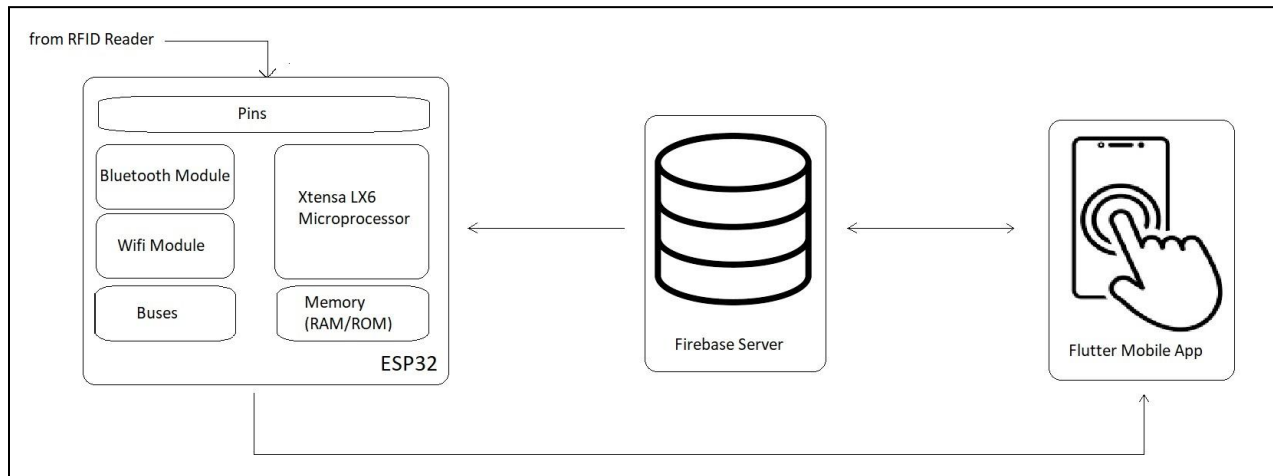 from RFID Reader
Pins
Bluetooth Module
Xtensa LX6
Microprocessor
Wifi Module
Buses
Memory
(RAM/ROM)
ESP32
Firebase Server
Flutter Mobile App